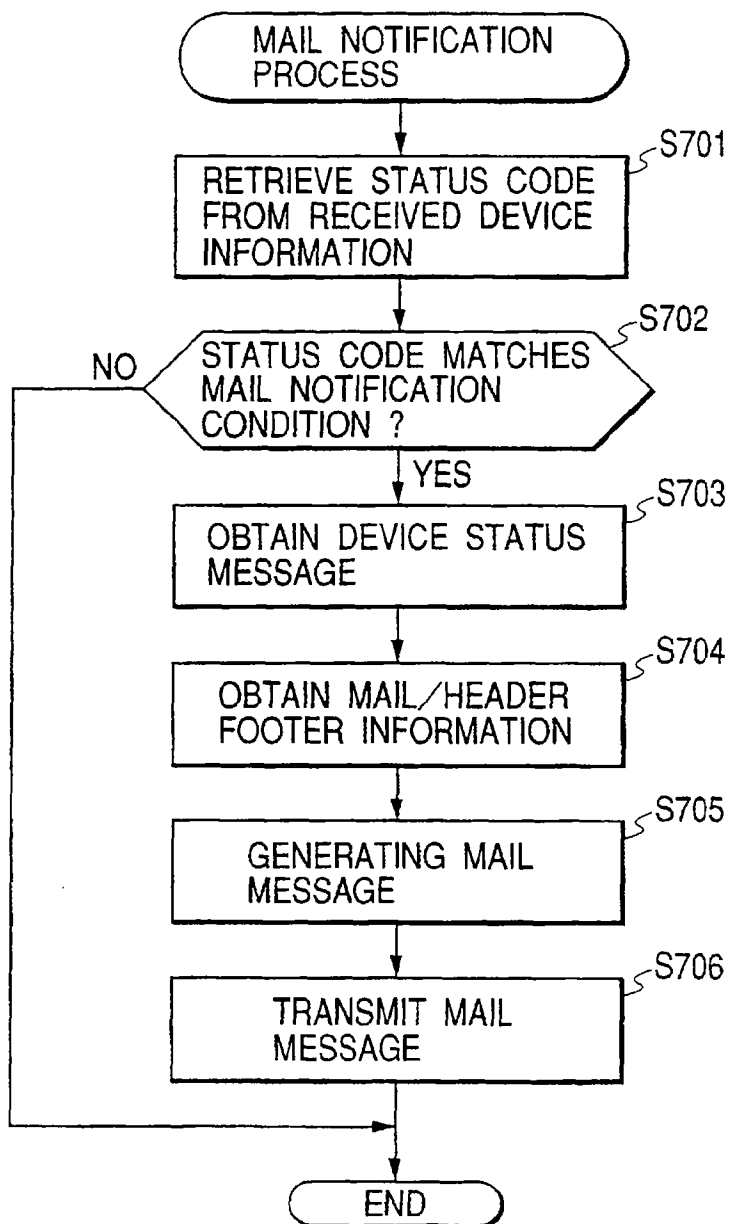 MAIL NOTIFICATION
PROCESS
S701
RETRIEVE STATUS CODE
FROM RECEIVED DEVICE
INFORMATION
S702
NO
STATUS CODE MATCHES
MAIL NOTIFICATION
CONDITION ?
YES
S703
OBTAIN DEVICE STATUS
MESSAGE
S704
OBTAIN MAIL/HEADER
FOOTER INFORMATION
S705
GENERATING MAIL
MESSAGE
S706
TRANSMIT MAIL
MESSAGE
END